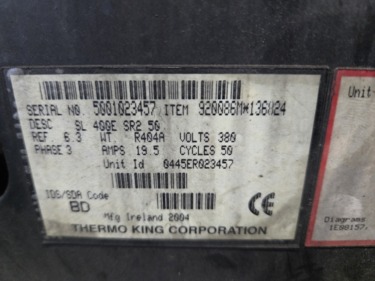 SERIAL NO. 5001023457 ITEM 920086M*136W24
DESC SL 400E SR2 50
REF 6.3 WT R404A VOLTS 380
PHASE 3 AMPS 19.5 CYCLES 50
Unit Id 0445ER023457
IDS/SDA Code
BD
CE
Mfg Ireland 2004
THERMO KING CORPORATION
Unit-
Diagrams
1E98157